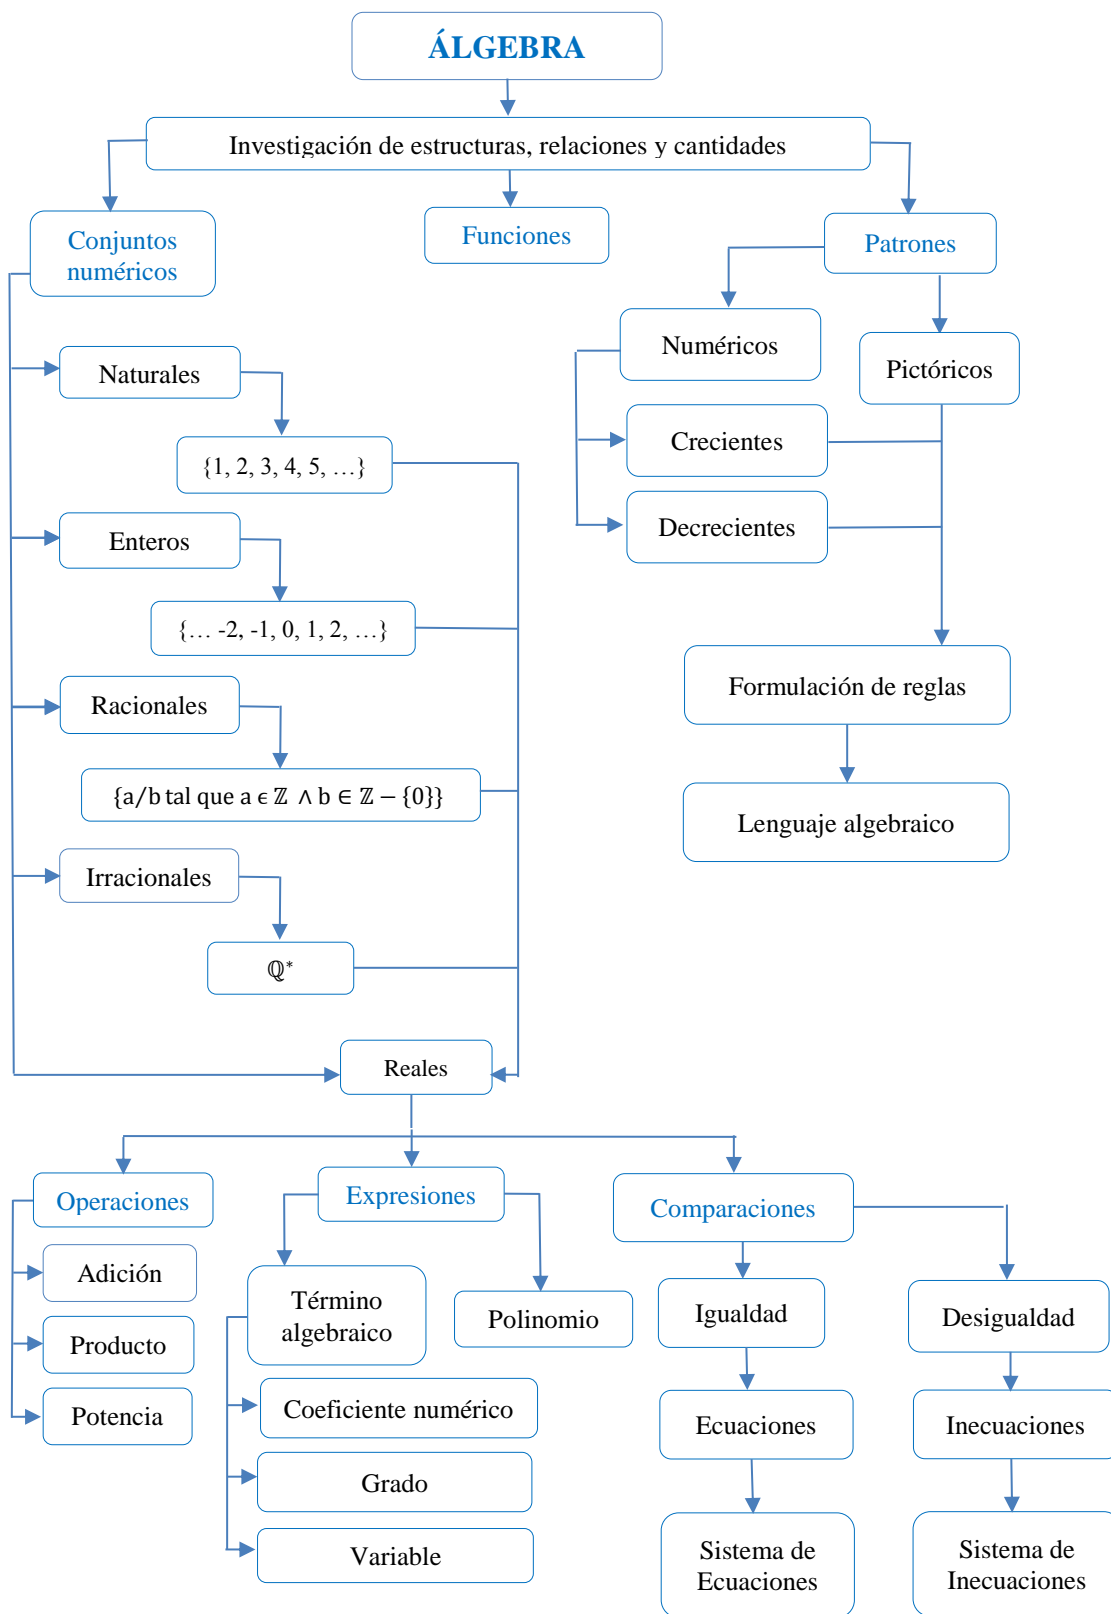 ÁLGEBRA
Investigación de estructuras, relaciones y cantidades
Conjuntos
numéricos
Funciones
Patrones
Numéricos
Pictóricos
Naturales
Crecientes
{1, 2, 3, 4, 5, …}
Decrecientes
Enteros
{… -2, -1, 0, 1, 2, …}
Formulación de reglas
Racionales
{a/b tal que a ϵ ℤ ∧ b ∈ ℤ − {0}}
Lenguaje algebraico
Irracionales
ℚ*
Reales
Operaciones
Expresiones
Comparaciones
Adición
Producto
Potencia
Término
algebraico
Polinomio
Coeficiente numérico
Grado
Variable
Igualdad
Desigualdad
Ecuaciones
Inecuaciones
Sistema de
Ecuaciones
Sistema de
Inecuaciones